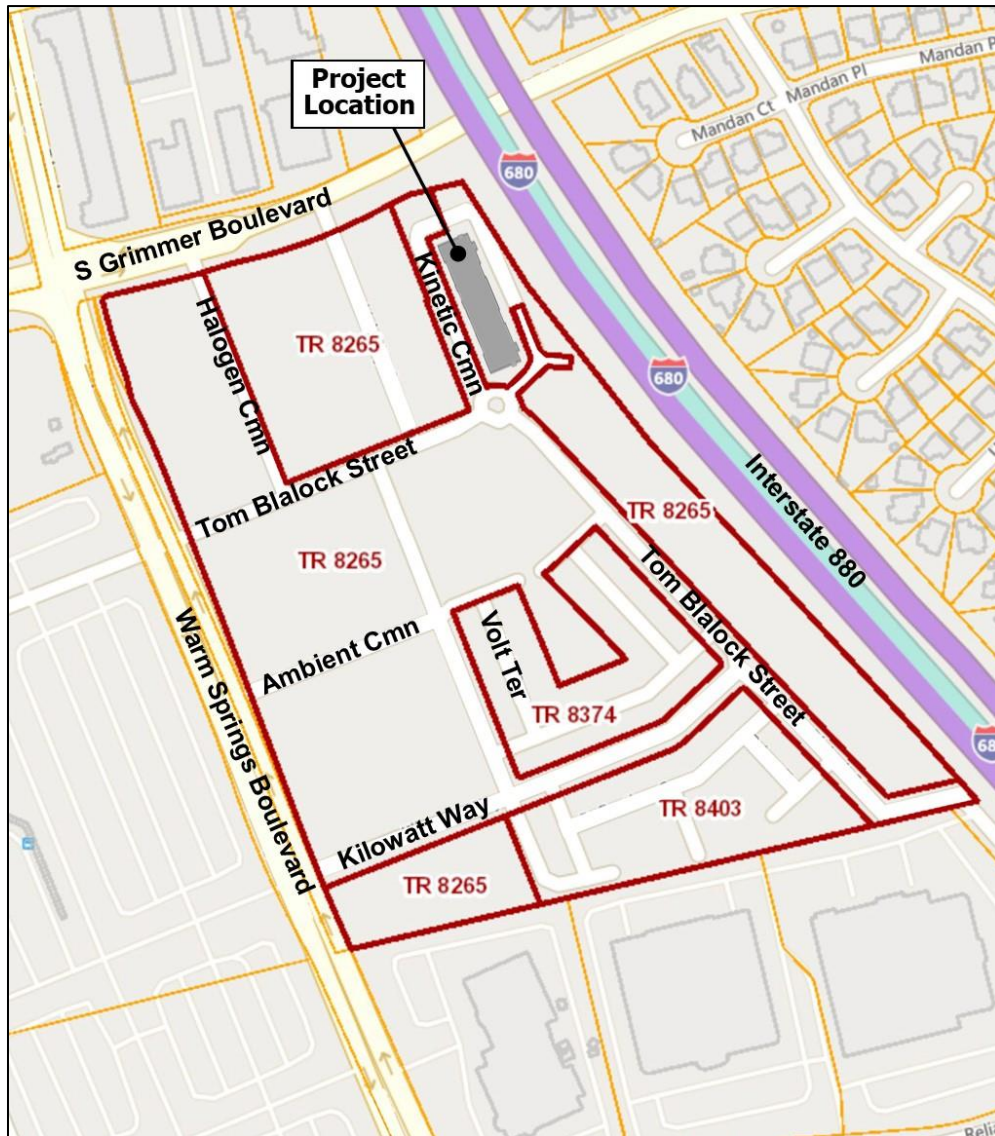 Project
Location
Mandan Pl
Mandan Pl
Mandan Ct
680
S Grimmer Boulevard
Kinetic Cmn
Halogen Cmn
TR 8265
680
Tom Blalock Street
Interstate 880
TR 8265
TR 8265
Tom Blalock Street
Warm Springs Boulevard
Ambient Cmn
Volt Ter
TR 8374
68
Kilowatt Way
TR 8403
TR 8265
Relia